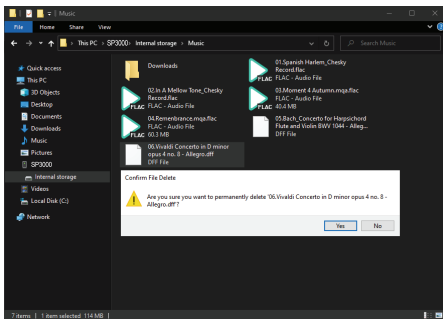 Music
File
Home
Share
View
This PC
SP3000
Internal storage
Music
Search Music
Quick access
This PC
3D Objects
Desktop
Documents
Downloads
Music
Pictures
SP3000
Internal storage
Videos
Local Disk (C:)
Network
Downloads
01.Spanish Harlem_Chesky
Record.flac
FLAC - Audio File
FLAC
02.In A Mellow Tone_Chesky
Record.flac
FLAC - Audio File
FLAC
03.Moment 4 Autumn.mqa.flac
FLAC - Audio File
40.4 MB
FLAC
04.Remenbrance.mqa.flac
FLAC - Audio File
60.3 MB
FLAC
05.Bach_Concerto for Harpsichord
Flute and Violin BWV 1044 - Alleg...
DFF File
06.Vivaldi Concerto in D minor
opus 4 no. 8 - Allegro.dff
DFF File
Confirm File Delete
Are you sure you want to permanently delete '06.Vivaldi Concerto in D minor opus 4 no. 8 -
Allegro.dff'?
Yes
No
7 items
1 item selected 114 MB